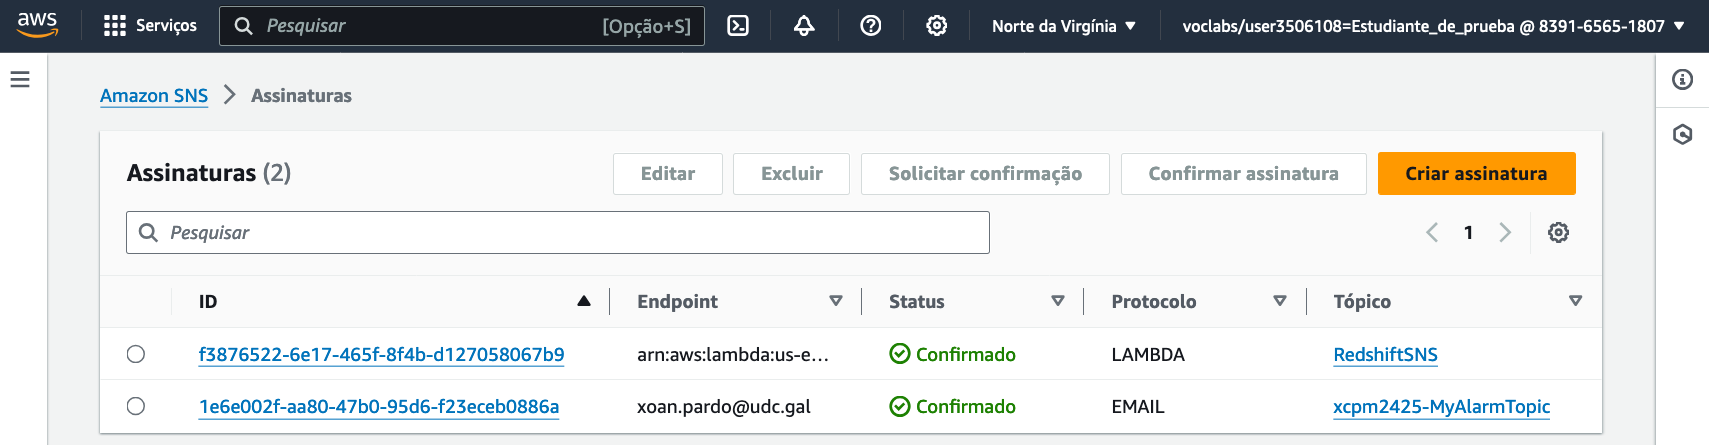 aws Serviços Pesquisar [Opção+S] Norte da Virgínia voclabs/user3506108=Estudiante_de_prueba @ 8391-6565-1807
Amazon SNS Assinaturas
Assinaturas (2) Editar Excluir Solicitar confirmação Confirmar assinatura Criar assinatura
Pesquisar 1
ID Endpoint Status Protocolo Tópico
f3876522-6e17-465f-8f4b-d127058067b9 arn:aws:lambda:us-e... Confirmado LAMBDA RedshiftSNS
1e6e002f-aa80-47b0-95d6-f23eceb0886a xoan.pardo@udc.gal Confirmado EMAIL xcpm2425-MyAlarmTopic